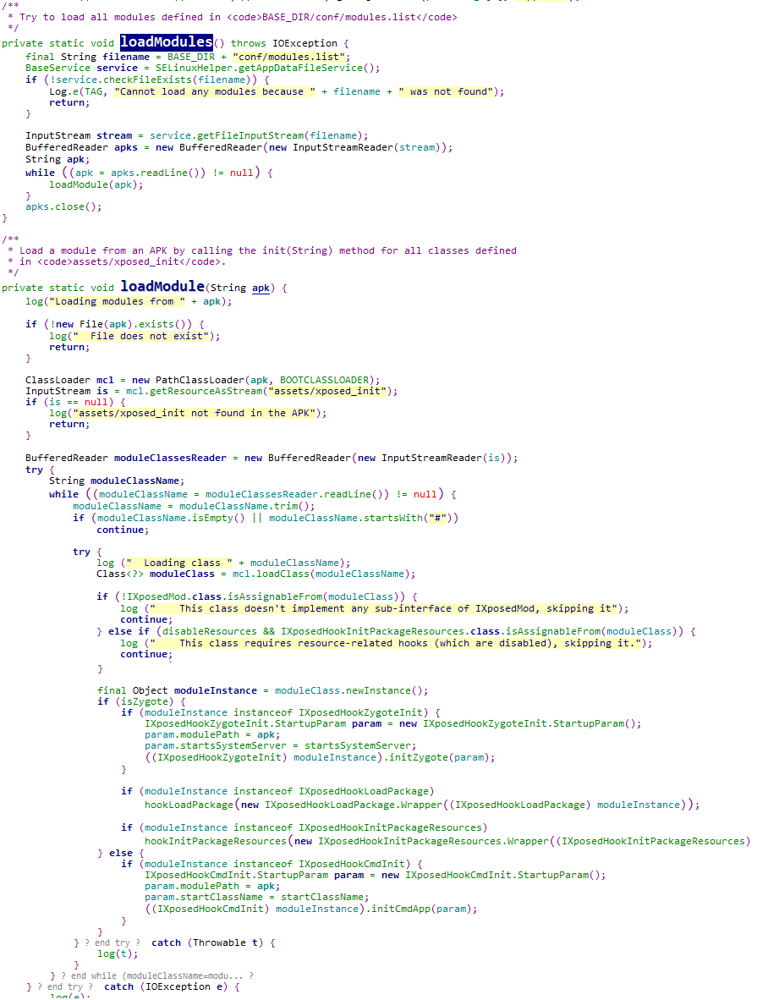 /**
 * Try to load all modules defined in <code>BASE_DIR/conf/modules.list</code>
 */
private static void loadModules() throws IOException {
    final String filename = BASE_DIR + "conf/modules.list";
    BaseService service = SELinuxHelper.getAppDataFileService();
    if (!service.checkFileExists(filename)) {
        Log.e(TAG, "Cannot load any modules because " + filename + " was not found");
        return;
    }

    InputStream stream = service.getFileInputStream(filename);
    BufferedReader apks = new BufferedReader(new InputStreamReader(stream));
    String apk;
    while ((apk = apks.readLine()) != null) {
        loadModule(apk);
    }
    apks.close();
}

/**
 * Load a module from an APK by calling the init(String) method for all classes defined
 * in <code>assets/xposed_init</code>.
 */
private static void loadModule(String apk) {
    log("Loading modules from " + apk);

    if (!new File(apk).exists()) {
        log("  File does not exist");
        return;
    }

    ClassLoader mcl = new PathClassLoader(apk, BOOTCLASSLOADER);
    InputStream is = mcl.getResourceAsStream("assets/xposed_init");
    if (is == null) {
        log("assets/xposed_init not found in the APK");
        return;
    }

    BufferedReader moduleClassesReader = new BufferedReader(new InputStreamReader(is));
    try {
        String moduleClassName;
        while ((moduleClassName = moduleClassesReader.readLine()) != null) {
            moduleClassName = moduleClassName.trim();
            if (moduleClassName.isEmpty() || moduleClassName.startsWith("#"))
                continue;

            try {
                log ("  Loading class " + moduleClassName);
                Class<?> moduleClass = mcl.loadClass(moduleClassName);

                if (!IXposedMod.class.isAssignableFrom(moduleClass)) {
                    log ("    This class doesn't implement any sub-interface of IXposedMod, skipping it");
                    continue;
                } else if (disableResources && IXposedHookInitPackageResources.class.isAssignableFrom(moduleClass)) {
                    log ("    This class requires resource-related hooks (which are disabled), skipping it.");
                    continue;
                }

                final Object moduleInstance = moduleClass.newInstance();
                if (isZygote) {
                    if (moduleInstance instanceof IXposedHookZygoteInit) {
                        IXposedHookZygoteInit.StartupParam param = new IXposedHookZygoteInit.StartupParam();
                        param.modulePath = apk;
                        param.startsSystemServer = startsSystemServer;
                        ((IXposedHookZygoteInit) moduleInstance).initZygote(param);
                    }

                    if (moduleInstance instanceof IXposedHookLoadPackage)
                        hookLoadPackage(new IXposedHookLoadPackage.Wrapper((IXposedHookLoadPackage) moduleInstance));

                    if (moduleInstance instanceof IXposedHookInitPackageResources)
                        hookInitPackageResources(new IXposedHookInitPackageResources.Wrapper((IXposedHookInitPackageResources)
                } else {
                    if (moduleInstance instanceof IXposedHookCmdInit) {
                        IXposedHookCmdInit.StartupParam param = new IXposedHookCmdInit.StartupParam();
                        param.modulePath = apk;
                        param.startClassName = startClassName;
                        ((IXposedHookCmdInit) moduleInstance).initCmdApp(param);
                    }
                }
            } ? end try ? catch (Throwable t) {
                log(t);
            }
        } ? end while (moduleClassName=modu... ?
    } ? end try ? catch (IOException e) {
        log(e);